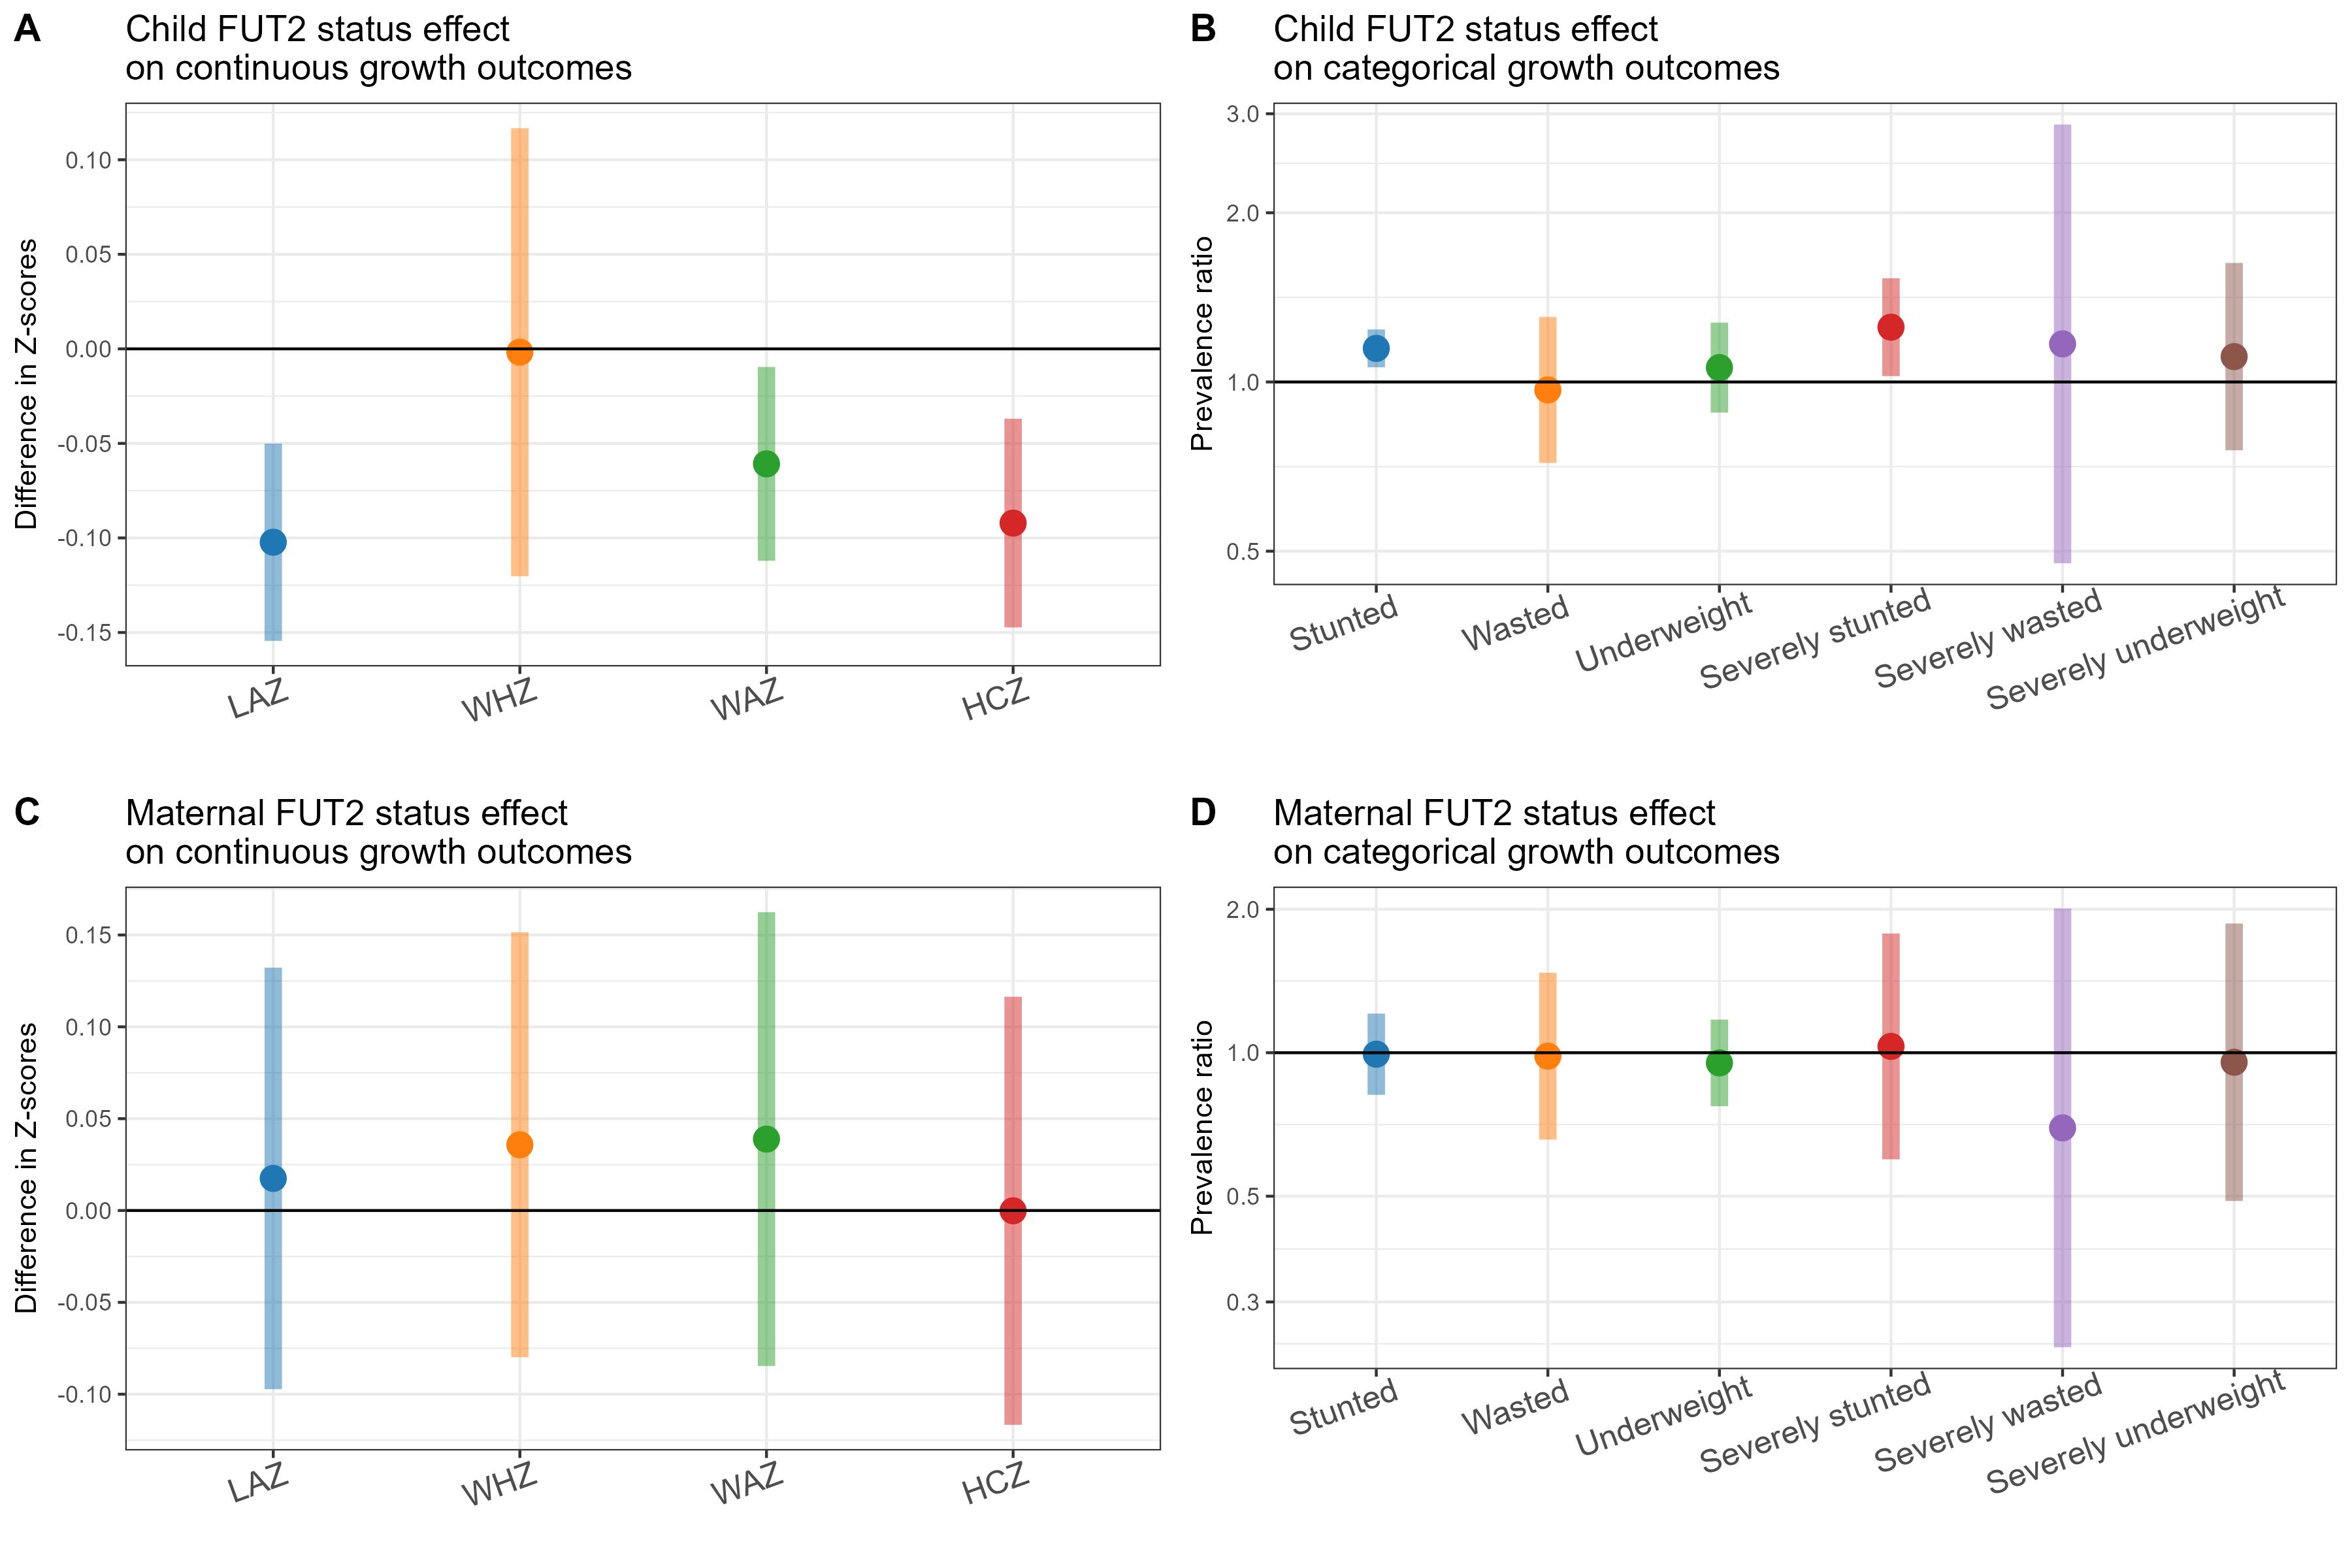 A
Child FUT2 status effect
on continuous growth outcomes
Difference in Z-scores
0.10
0.05
0.00
-0.05
-0.10
-0.15
LAZ
WHZ
WAZ
HCZ
B
Child FUT2 status effect
on categorical growth outcomes
Prevalence ratio
3.0
2.0
1.0
0.5
Stunted
Wasted
Underweight
Severely stunted
Severely wasted
Severely underweight
C
Maternal FUT2 status effect
on continuous growth outcomes
Difference in Z-scores
0.15
0.10
0.05
0.00
-0.05
-0.10
LAZ
WHZ
WAZ
HCZ
D
Maternal FUT2 status effect
on categorical growth outcomes
Prevalence ratio
2.0
1.0
0.5
0.3
Stunted
Wasted
Underweight
Severely stunted
Severely wasted
Severely underweight